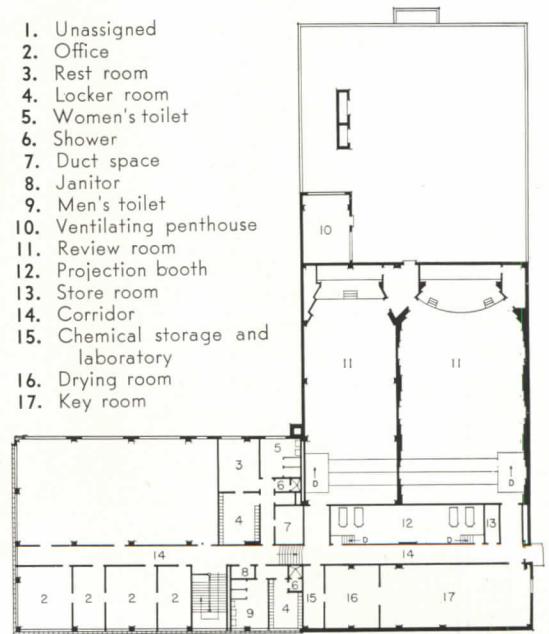 1. Unassigned
2. Office
3. Rest room
4. Locker room
5. Women's toilet
6. Shower
7. Duct space
8. Janitor
9. Men's toilet
10. Ventilating penthouse
11. Review room
12. Projection booth
13. Store room
14. Corridor
15. Chemical storage and
laboratory
16. Drying room
17. Key room
10
11 11
D D
5
3
6
4
7
12 13
D D
14 14
2 2 2 2
8
6
9 4
15 16 17